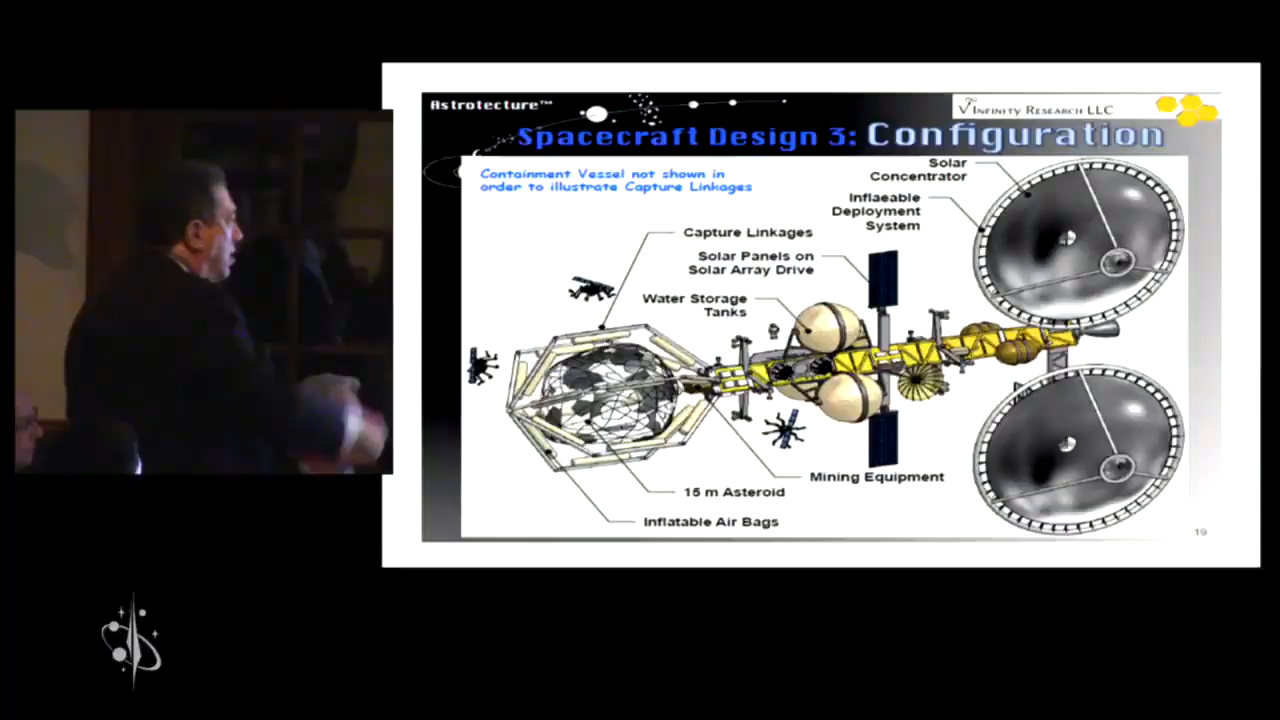 Astrotecture™
INFINITY RESEARCH LLC
Spacecraft Design 3: Configuration
Containment Vessel not shown in
order to illustrate Capture Linkages
Solar
Concentrator
Inflaeable
Deployment
System
Capture Linkages
Solar Panels on
Solar Array Drive
Water Storage
Tanks
Mining Equipment
15 m Asteroid
Inflatable Air Bags
19